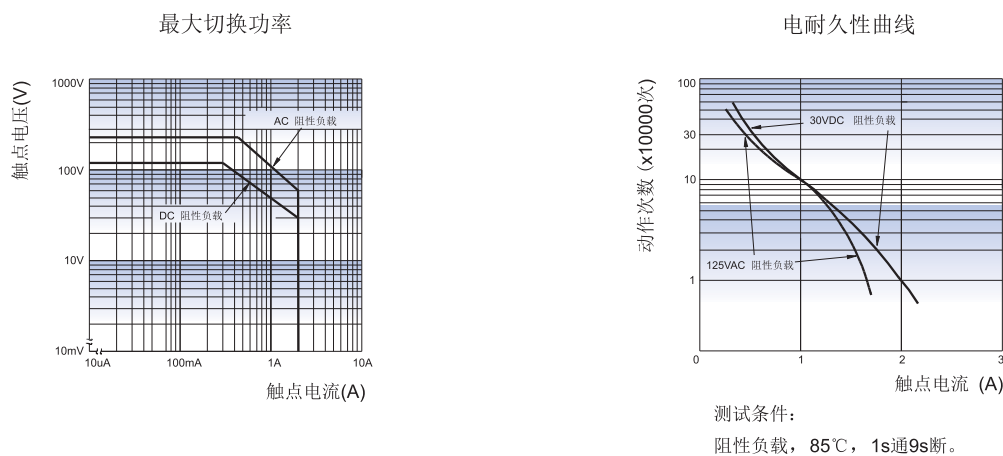 最大切换功率
触点电压(V)
1000V
100V
10V
10mV
AC 阻性负载
DC 阻性负载
10uA
100mA
1A
10A
触点电流(A)
电耐久性曲线
动作次数 (x10000次)
100
30
10
1
30VDC 阻性负载
125VAC 阻性负载
0
1
2
3
触点电流 (A)
测试条件：
阻性负载，85℃，1s通9s断。